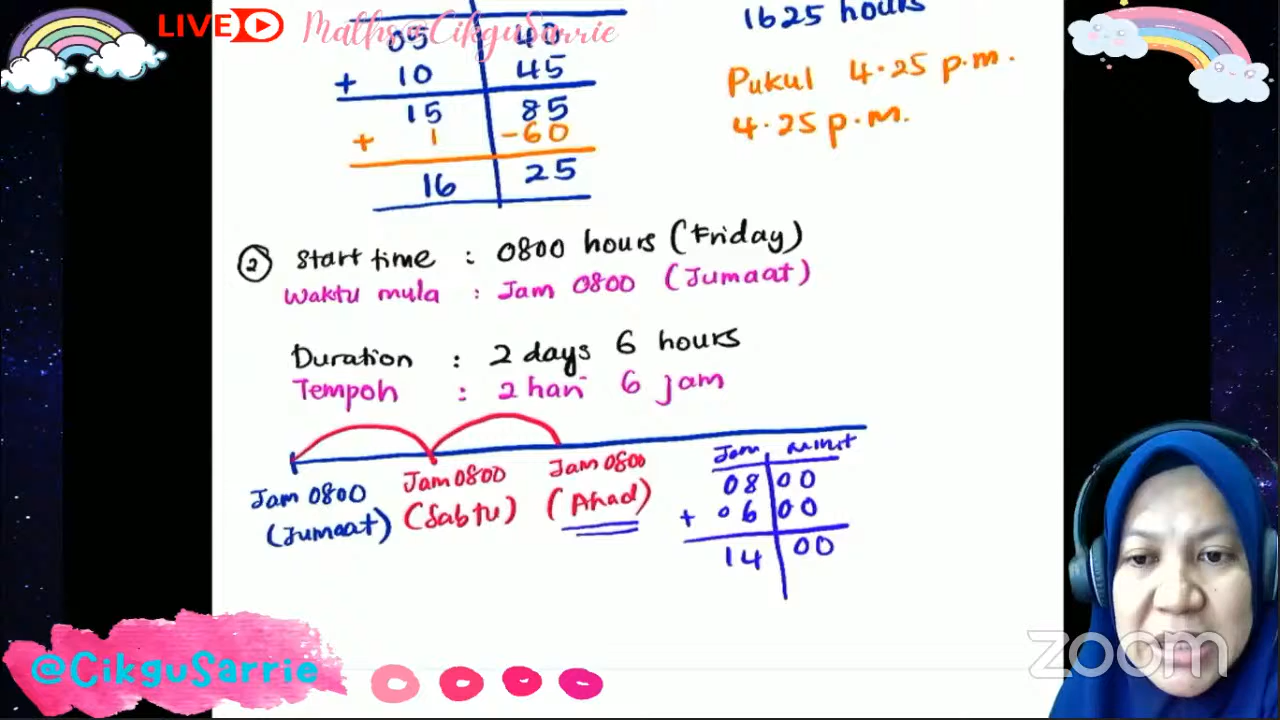 LIVE Maths@CikguSarrie
05 40
+ 10 45
15 85
+ 1 -60
16 25
1625 hours
Pukul 4.25 p.m.
4.25 p.m.
2 Start time : 0800 hours (Friday)
Waktu mula : Jam 0800 (Jumaat)
Duration : 2 days 6 hours
Tempoh : 2 hari 6 jam
Jam 0800
(Jumaat)
Jam 0800
(Sabtu)
Jam 0800
(Ahad)
Jam Minit
08 00
+ 06 00
14 00
@CikguSarrie
zoom